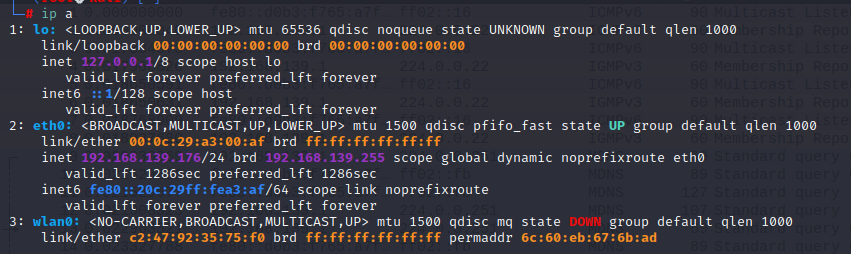 # ip a
1: lo: <LOOPBACK,UP,LOWER_UP> mtu 65536 qdisc noqueue state UNKNOWN group default qlen 1000
link/loopback 00:00:00:00:00:00 brd 00:00:00:00:00:00
inet 127.0.0.1/8 scope host lo
valid_lft forever preferred_lft forever
inet6 ::1/128 scope host
valid_lft forever preferred_lft forever
2: eth0: <BROADCAST,MULTICAST,UP,LOWER_UP> mtu 1500 qdisc pfifo_fast state UP group default qlen 1000
link/ether 00:0c:29:a3:00:af brd ff:ff:ff:ff:ff:ff
inet 192.168.139.176/24 brd 192.168.139.255 scope global dynamic noprefixroute eth0
valid_lft 1286sec preferred_lft 1286sec
inet6 fe80::20c:29ff:fea3:af/64 scope link noprefixroute
valid_lft forever preferred_lft forever
3: wlan0: <NO-CARRIER,BROADCAST,MULTICAST,UP> mtu 1500 qdisc mq state DOWN group default qlen 1000
link/ether c2:47:92:35:75:f0 brd ff:ff:ff:ff:ff:ff permaddr 6c:60:eb:67:6b:ad